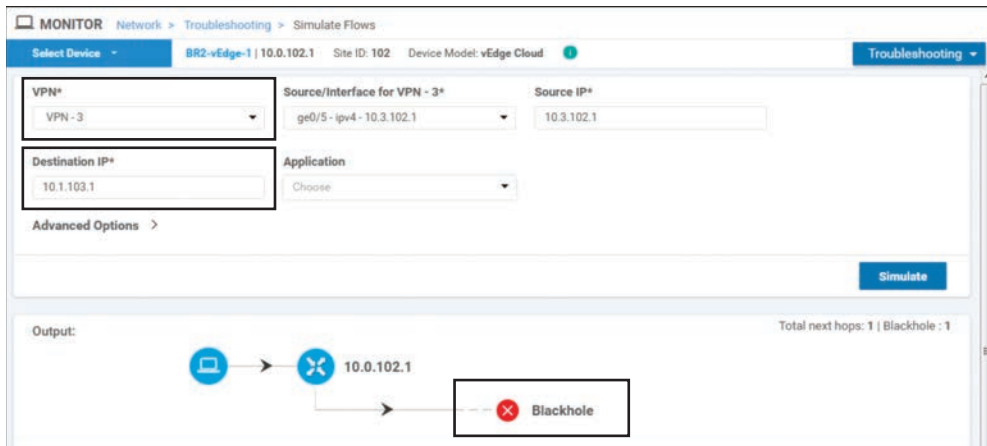 MONITOR Network > Troubleshooting > Simulate Flows
Select Device BR2-vEdge-1 | 10.0.102.1 Site ID: 102 Device Model: vEdge Cloud i Troubleshooting
VPN* Source/Interface for VPN - 3* Source IP*
VPN - 3 ge0/5 - ipv4 - 10.3.102.1 10.3.102.1
Destination IP* Application
10.1.103.1 Choose
Advanced Options >
Simulate
Output: Total next hops: 1 | Blackhole : 1
10.0.102.1
Blackhole